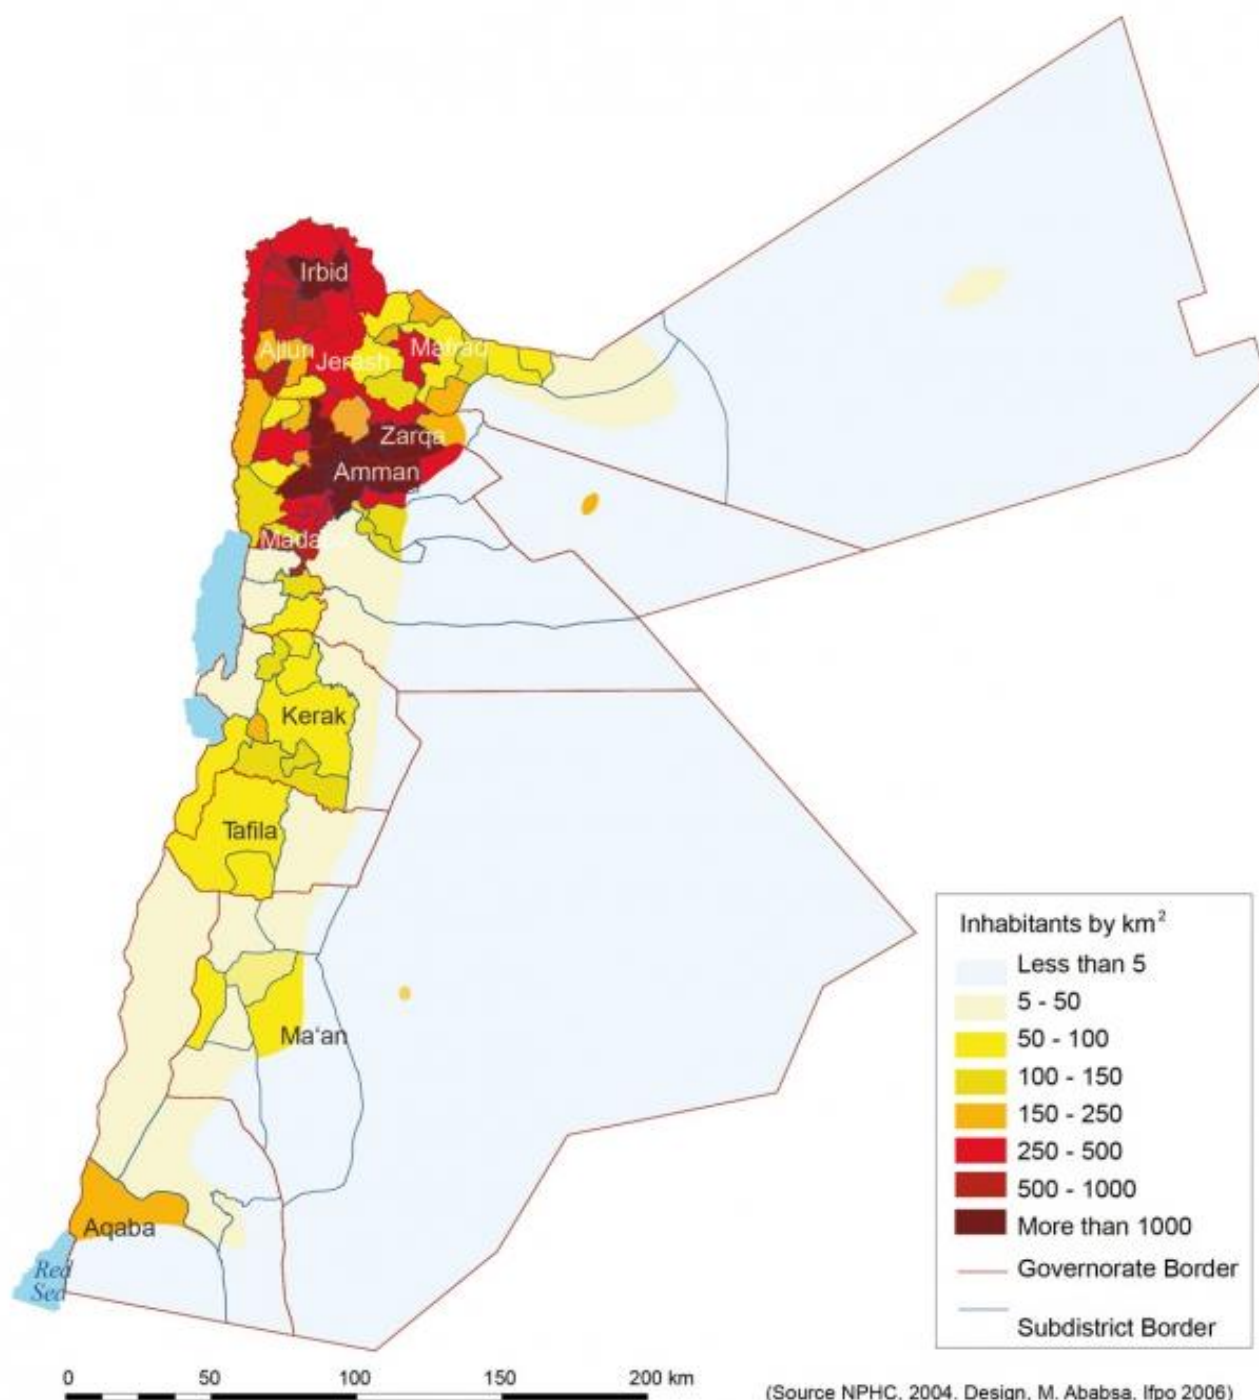 Irbid
Ajlun
Jerash
Mafraq
Zarqa
Amman
Mada
Kerak
Tafila
Ma‘an
Aqaba
Red
Sea
Inhabitants by km²
Less than 5
5 - 50
50 - 100
100 - 150
150 - 250
250 - 500
500 - 1000
More than 1000
Governorate Border
Subdistrict Border
0 50 100 150 200 km
(Source NPHC, 2004. Design, M. Ababsa, Ifpo 2006)